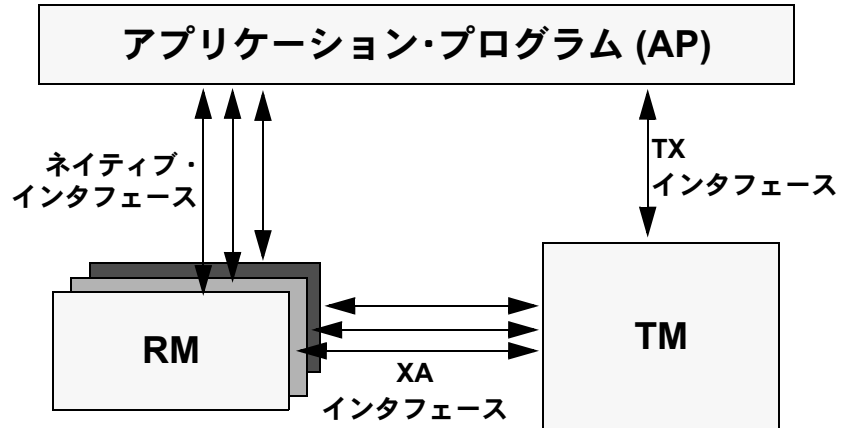 アプリケーション・プログラム (AP)
ネイティブ・
インタフェース
TX
インタフェース
RM
TM
XA
インタフェース